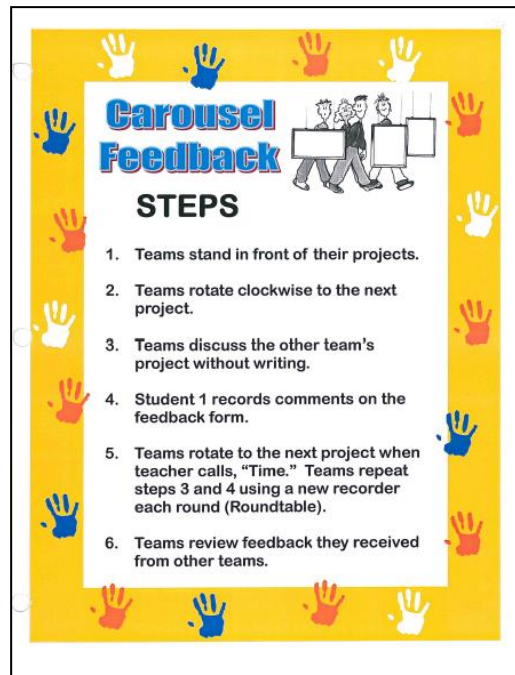 Carousel
Feedback
STEPS
1. Teams stand in front of their projects.
2. Teams rotate clockwise to the next
project.
3. Teams discuss the other team's
project without writing.
4. Student 1 records comments on the
feedback form.
5. Teams rotate to the next project when
teacher calls, “Time.” Teams repeat
steps 3 and 4 using a new recorder
each round (Roundtable).
6. Teams review feedback they received
from other teams.